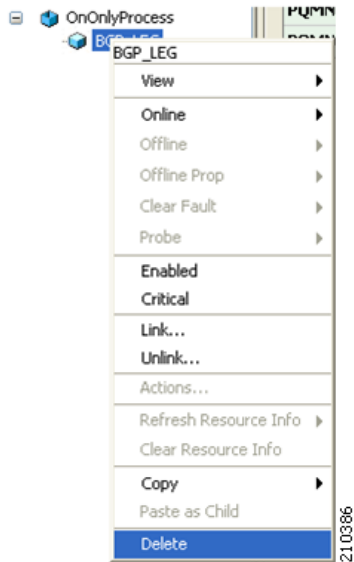 OnOnlyProcess
BGP_LEG
View
Online
Offline
Offline Prop
Clear Fault
Probe
Enabled
Critical
Link...
Unlink...
Actions...
Refresh Resource Info
Clear Resource Info
Copy
Paste as Child
Delete
210386